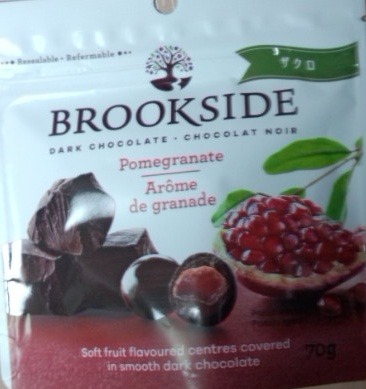 Resealable • Refermable
ザクロ
BROOKSIDE
DARK CHOCOLATE • CHOCOLAT NOIR
Pomegranate
Arôme
de granade
Soft fruit flavoured centres covered
in smooth dark chocolate
70g